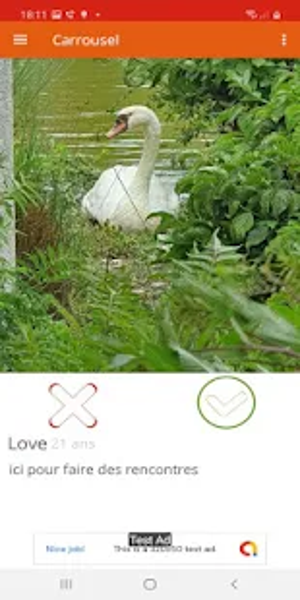 18:11
Carrousel
Love 21 ans
ici pour faire des rencontres
Test Ad
Nice job! This is a 320x50 test ad.